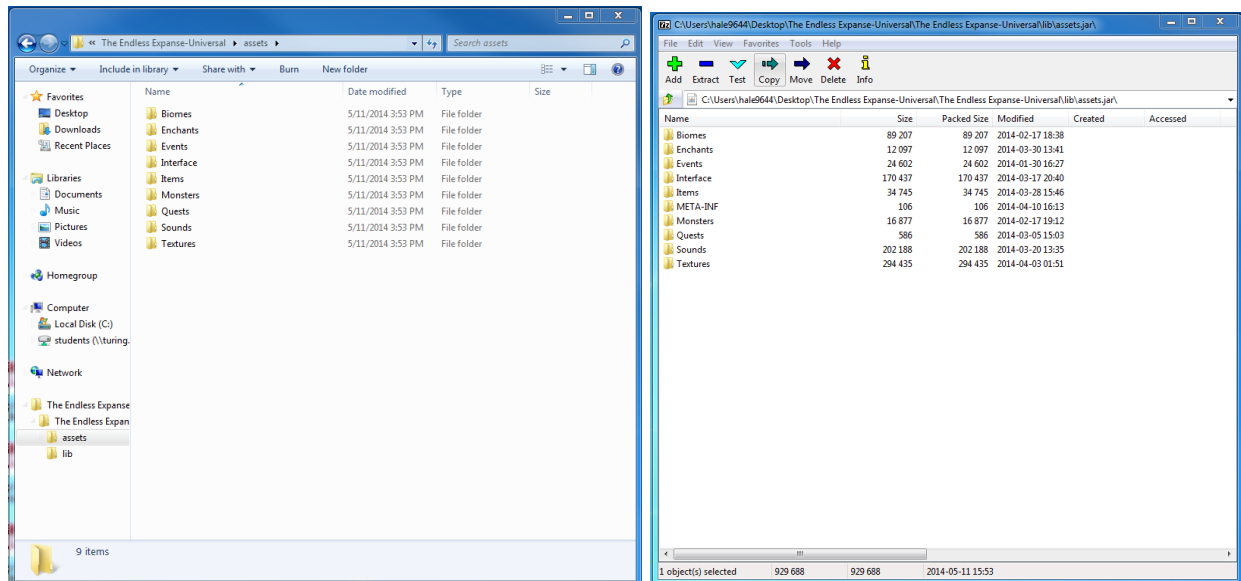 « The Endless Expanse-Universal ▸ assets ▸
Search assets
Organize Include in library Share with Burn New folder
Favorites
Desktop
Downloads
Recent Places
Libraries
Documents
Music
Pictures
Videos
Homegroup
Computer
Local Disk (C:)
students (\\turing.
Network
The Endless Expanse
The Endless Expan
assets
lib
Name Date modified Type Size
Biomes 5/11/2014 3:53 PM File folder
Enchants 5/11/2014 3:53 PM File folder
Events 5/11/2014 3:53 PM File folder
Interface 5/11/2014 3:53 PM File folder
Items 5/11/2014 3:53 PM File folder
Monsters 5/11/2014 3:53 PM File folder
Quests 5/11/2014 3:53 PM File folder
Sounds 5/11/2014 3:53 PM File folder
Textures 5/11/2014 3:53 PM File folder
9 items
7z C:\Users\hale9644\Desktop\The Endless Expanse-Universal\The Endless Expanse-Universal\lib\assets.jar\
File Edit View Favorites Tools Help
Add Extract Test Copy Move Delete Info
C:\Users\hale9644\Desktop\The Endless Expanse-Universal\The Endless Expanse-Universal\lib\assets.jar\
Name Size Packed Size Modified Created Accessed
Biomes 89 207 89 207 2014-02-17 18:38
Enchants 12 097 12 097 2014-03-30 13:41
Events 24 602 24 602 2014-01-30 16:27
Interface 170 437 170 437 2014-03-17 20:40
Items 34 745 34 745 2014-03-28 15:46
META-INF 106 106 2014-04-10 16:13
Monsters 16 877 16 877 2014-02-17 19:12
Quests 586 586 2014-03-05 15:03
Sounds 202 188 202 188 2014-03-20 13:35
Textures 294 435 294 435 2014-04-03 01:51
1 object(s) selected 929 688 929 688 2014-05-11 15:53